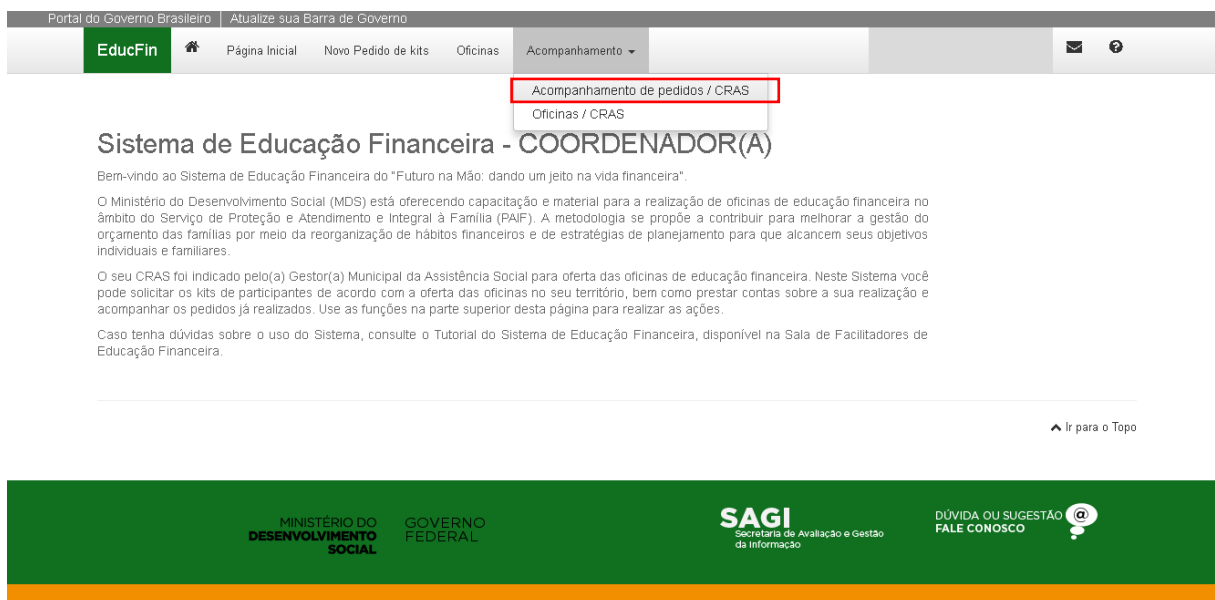 Portal do Governo Brasileiro | Atualize sua Barra de Governo
EducFin Página Inicial Novo Pedido de kits Oficinas Acompanhamento
Acompanhamento de pedidos / CRAS
Oficinas / CRAS
Sistema de Educação Financeira - COORDENADOR(A)
Bem-vindo ao Sistema de Educação Financeira do "Futuro na Mão: dando um jeito na vida financeira".
O Ministério do Desenvolvimento Social (MDS) está oferecendo capacitação e material para a realização de oficinas de educação financeira no
âmbito do Serviço de Proteção e Atendimento e Integral à Família (PAIF). A metodologia se propõe a contribuir para melhorar a gestão do
orçamento das famílias por meio da reorganização de hábitos financeiros e de estratégias de planejamento para que alcancem seus objetivos
individuais e familiares.
O seu CRAS foi indicado pelo(a) Gestor(a) Municipal da Assistência Social para oferta das oficinas de educação financeira. Neste Sistema você
pode solicitar os kits de participantes de acordo com a oferta das oficinas no seu território, bem como prestar contas sobre a sua realização e
acompanhar os pedidos já realizados. Use as funções na parte superior desta página para realizar as ações.
Caso tenha dúvidas sobre o uso do Sistema, consulte o Tutorial do Sistema de Educação Financeira, disponível na Sala de Facilitadores de
Educação Financeira.
Ir para o Topo
MINISTÉRIO DO
DESENVOLVIMENTO
SOCIAL
GOVERNO
FEDERAL
SAGI
Secretaria de Avaliação e Gestão
da Informação
DÚVIDA OU SUGESTÃO
FALE CONOSCO
@